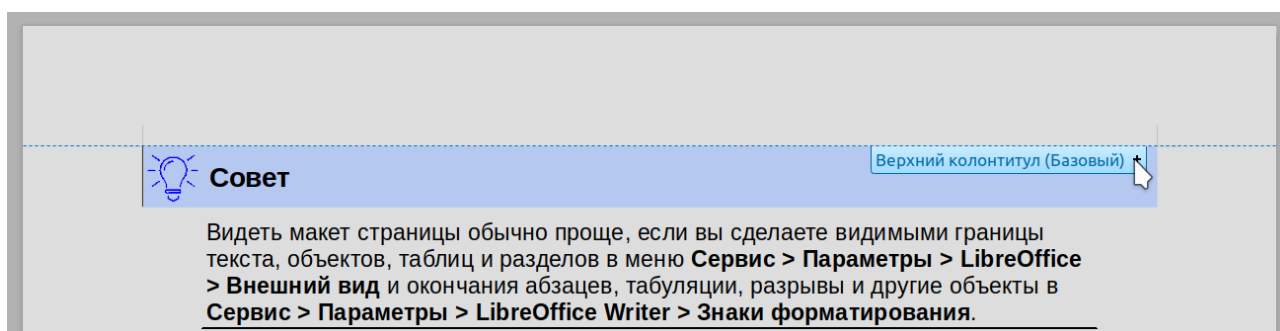 Верхний колонтитул (Базовый) +
Совет
Видеть макет страницы обычно проще, если вы сделаете видимыми границы
текста, объектов, таблиц и разделов в меню Сервис > Параметры > LibreOffice
> Внешний вид и окончания абзацев, табуляции, разрывы и другие объекты в
Сервис > Параметры > LibreOffice Writer > Знаки форматирования.